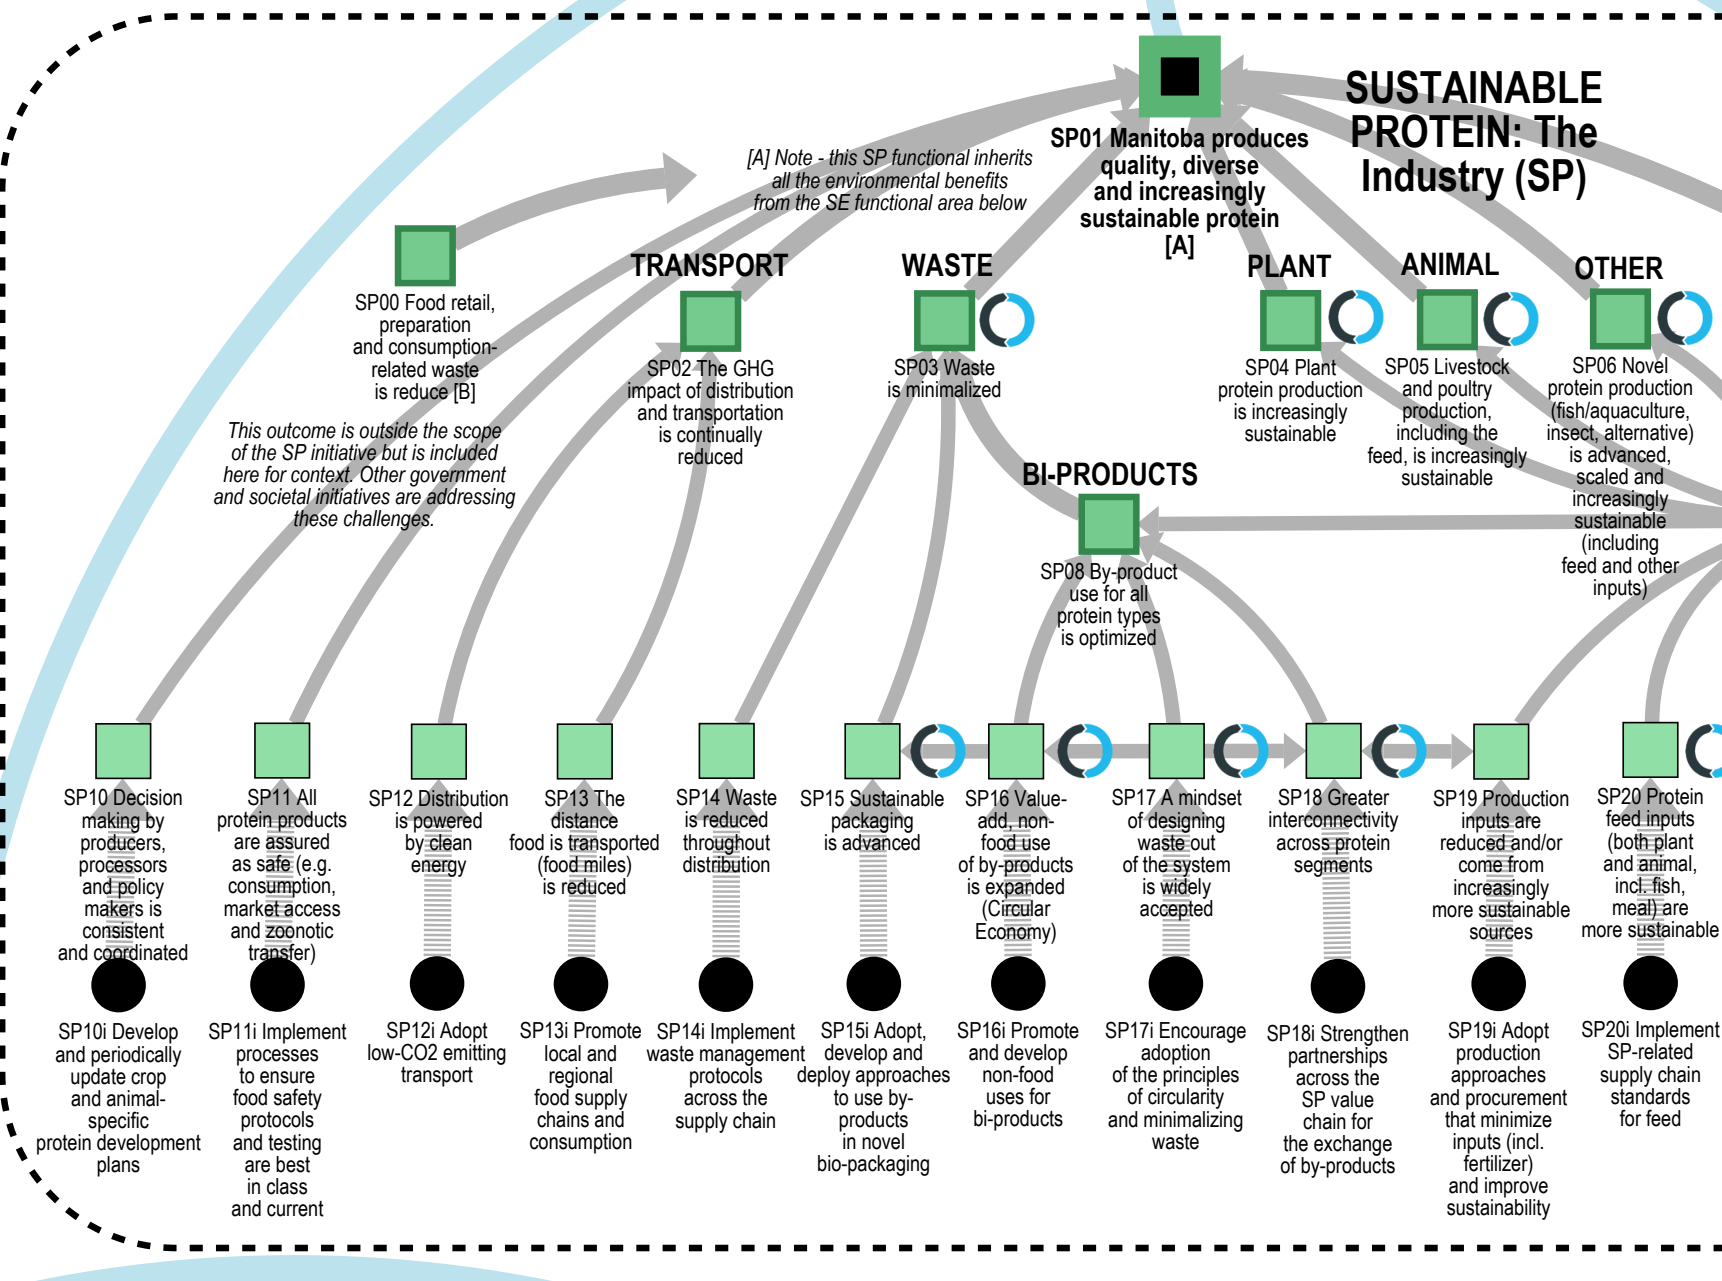 SUSTAINABLE
PROTEIN: The
Industry (SP)
SP01 Manitoba produces
quality, diverse
and increasingly
sustainable protein
[A]
[A] Note - this SP functional inherits
all the environmental benefits
from the SE functional area below
SP00 Food retail,
preparation
and consumption-
related waste
is reduce [B]
This outcome is outside the scope
of the SP initiative but is included
here for context. Other government
and societal initiatives are addressing
these challenges.
TRANSPORT
SP02 The GHG
impact of distribution
and transportation
is continually
reduced
WASTE
SP03 Waste
is minimalized
PLANT
SP04 Plant
protein production
is increasingly
sustainable
ANIMAL
SP05 Livestock
and poultry
production,
including the
feed, is increasingly
sustainable
OTHER
SP06 Novel
protein production
(fish/aquaculture,
insect, alternative)
is advanced,
scaled and
increasingly
sustainable
(including
feed and other
inputs)
BI-PRODUCTS
SP08 By-product
use for all
protein types
is optimized
SP10 Decision
making by
producers,
processors
and policy
makers is
consistent
and coordinated
SP11 All
protein products
are assured
as safe (e.g.
consumption,
market access
and zoonotic
transfer)
SP12 Distribution
is powered
by clean
energy
SP13 The
distance
food is transported
(food miles)
is reduced
SP14 Waste
is reduced
throughout
distribution
SP15 Sustainable
packaging
is advanced
SP16 Value-
add, non-
food use
of by-products
is expanded
(Circular
Economy)
SP17 A mindset
of designing
waste out
of the system
is widely
accepted
SP18 Greater
interconnectivity
across protein
segments
SP19 Production
inputs are
reduced and/or
come from
increasingly
more sustainable
sources
SP20 Protein
feed inputs
(both plant
and animal,
incl. fish,
meal) are
more sustainable
SP10i Develop
and periodically
update crop
and animal-
specific
protein development
plans
SP11i Implement
processes
to ensure
food safety
protocols
and testing
are best
in class
and current
SP12i Adopt
low-CO2 emitting
transport
SP13i Promote
local and
regional
food supply
chains and
consumption
SP14i Implement
waste management
protocols
across the
supply chain
SP15i Adopt,
develop and
deploy approaches
to use by-
products
in novel
bio-packaging
SP16i Promote
and develop
non-food
uses for
bi-products
SP17i Encourage
adoption
of the principles
of circularity
and minimalizing
waste
SP18i Strengthen
partnerships
across the
SP value
chain for
the exchange
of by-products
SP19i Adopt
production
approaches
and procurement
that minimize
inputs (incl.
fertilizer)
and improve
sustainability
SP20i Implement
SP-related
supply chain
standards
for feed